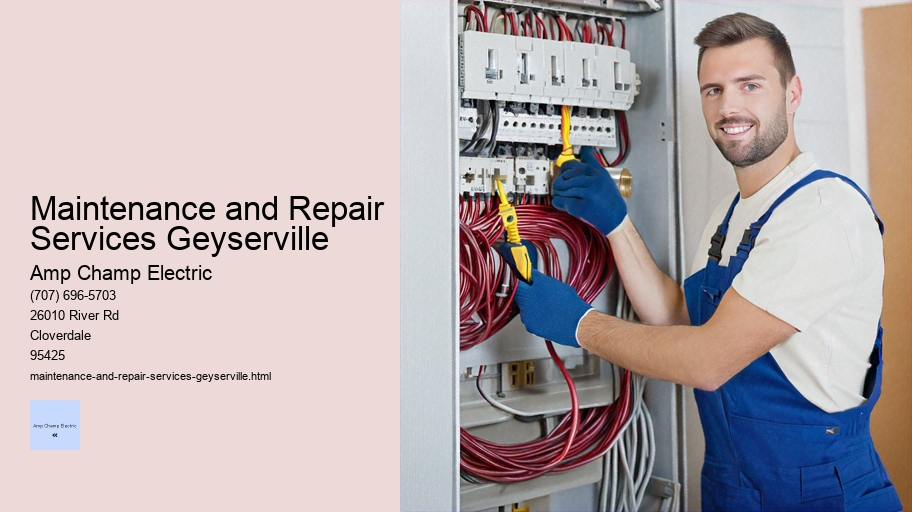 Maintenance and Repair
Services Geyserville
Amp Champ Electric
(707) 696-5703
26010 River Rd
Cloverdale
95425
maintenance-and-repair-services-geyserville.html
Amp Champ Electric